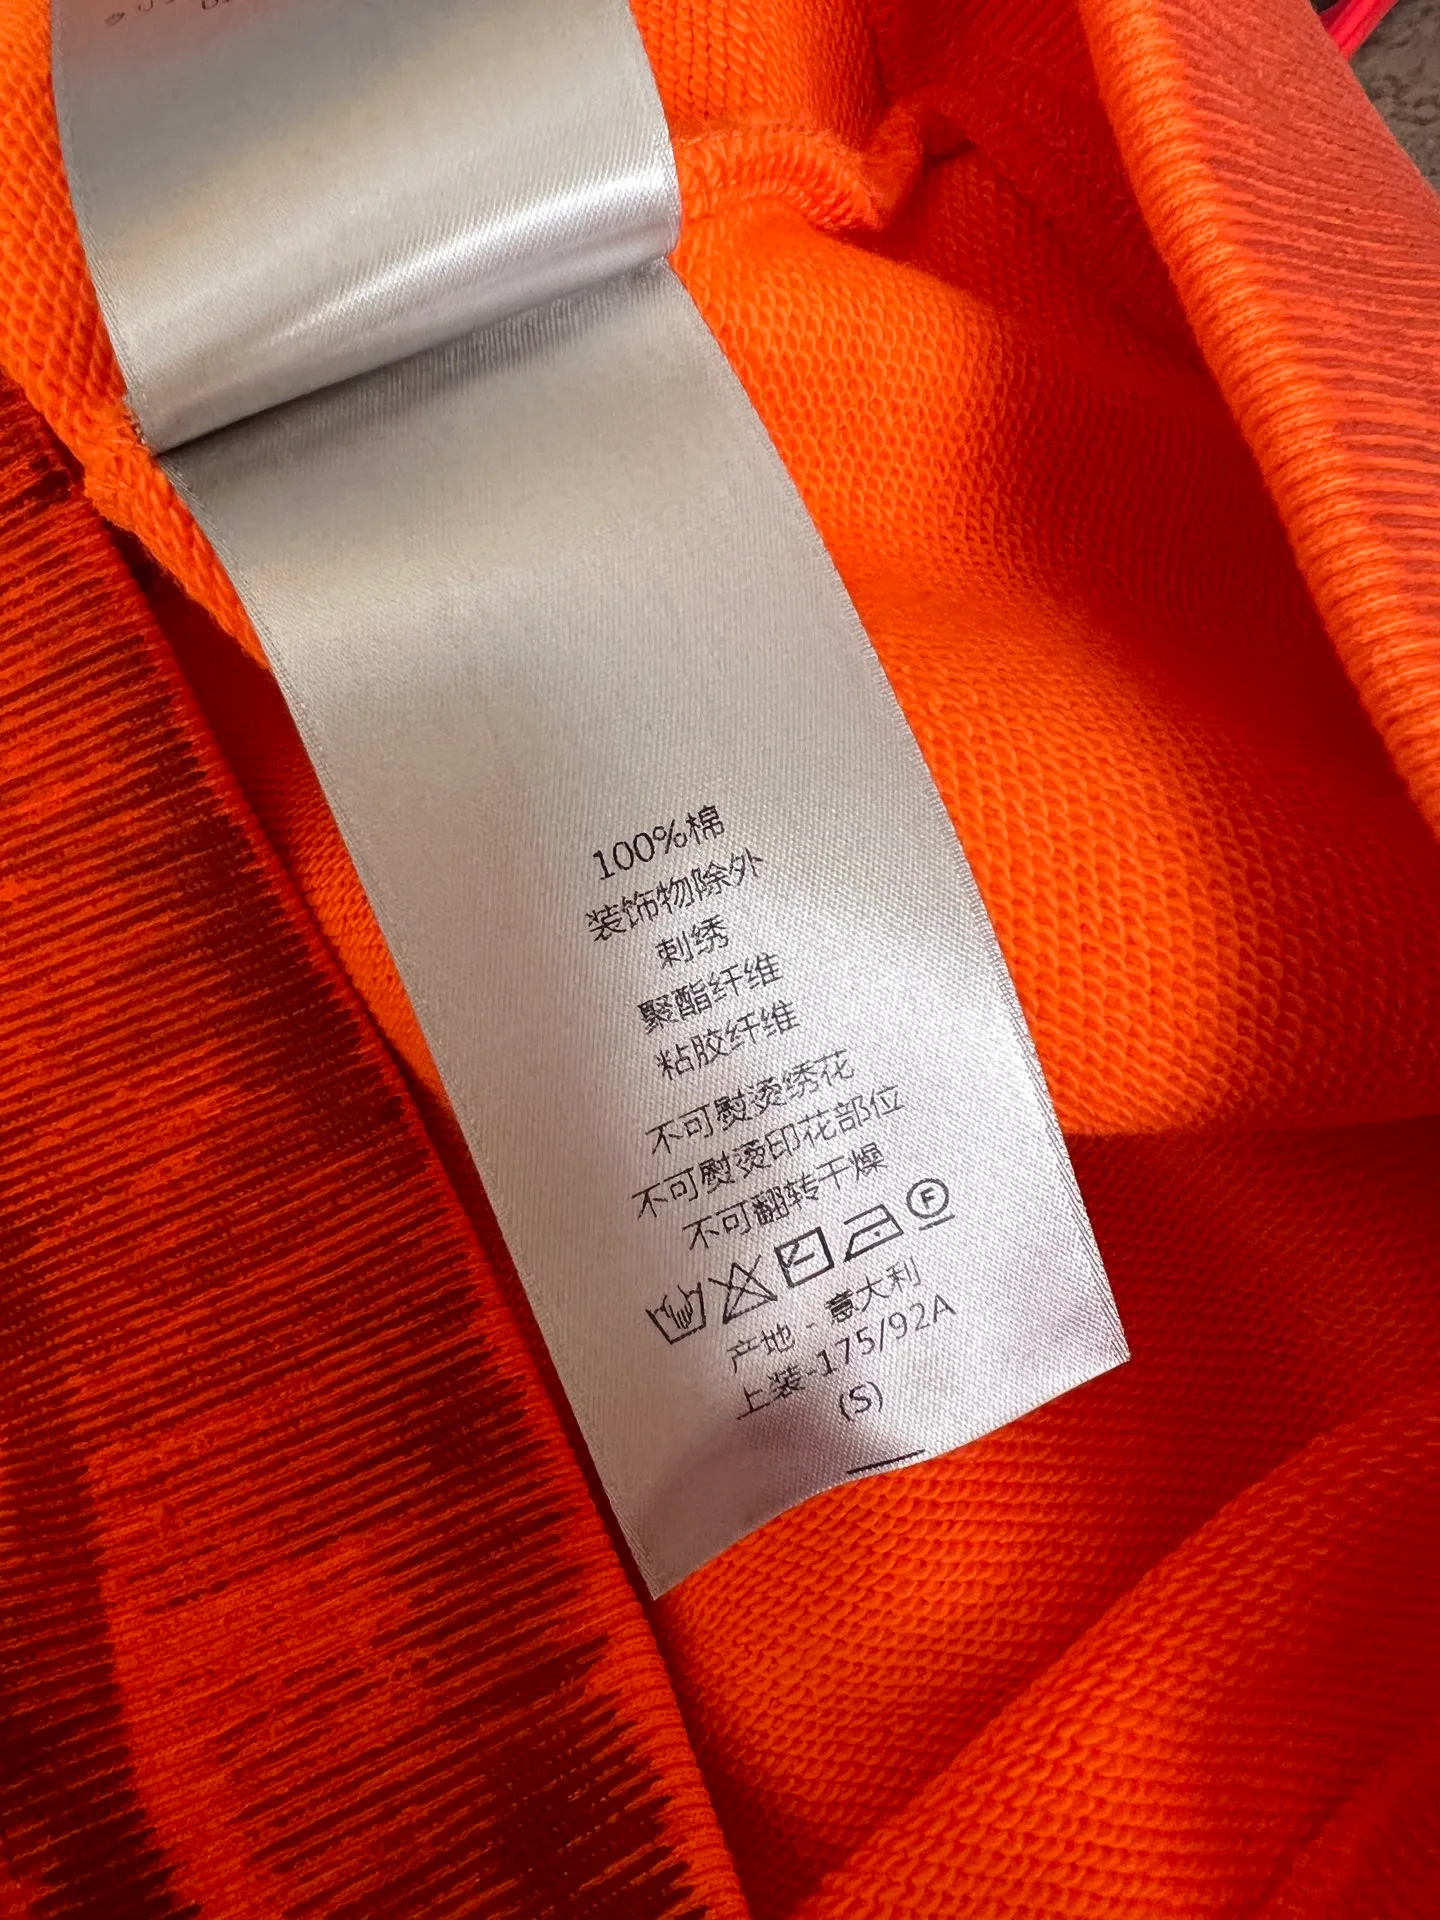 100%棉
装饰物除外
刺绣
聚酯纤维
粘胶纤维
不可熨烫绣花
不可熨烫印花部位
不可翻转干燥
F
产地 - 意大利
上装-175/92A
(S)